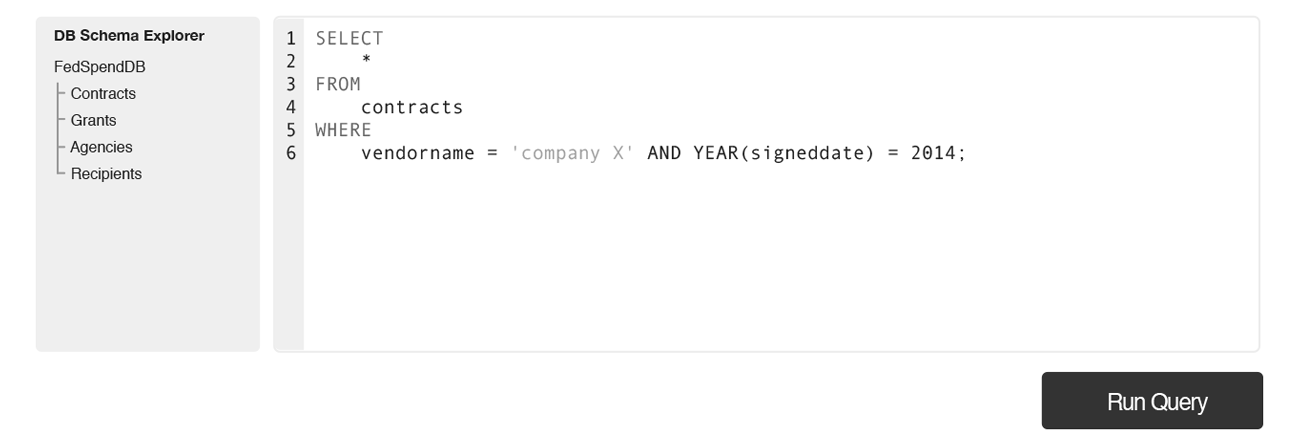 DB Schema Explorer
FedSpendDB
Contracts
Grants
Agencies
Recipients
1 SELECT
2     *
3 FROM
4     contracts
5 WHERE
6     vendorname = 'company X' AND YEAR(signeddate) = 2014;
Run Query